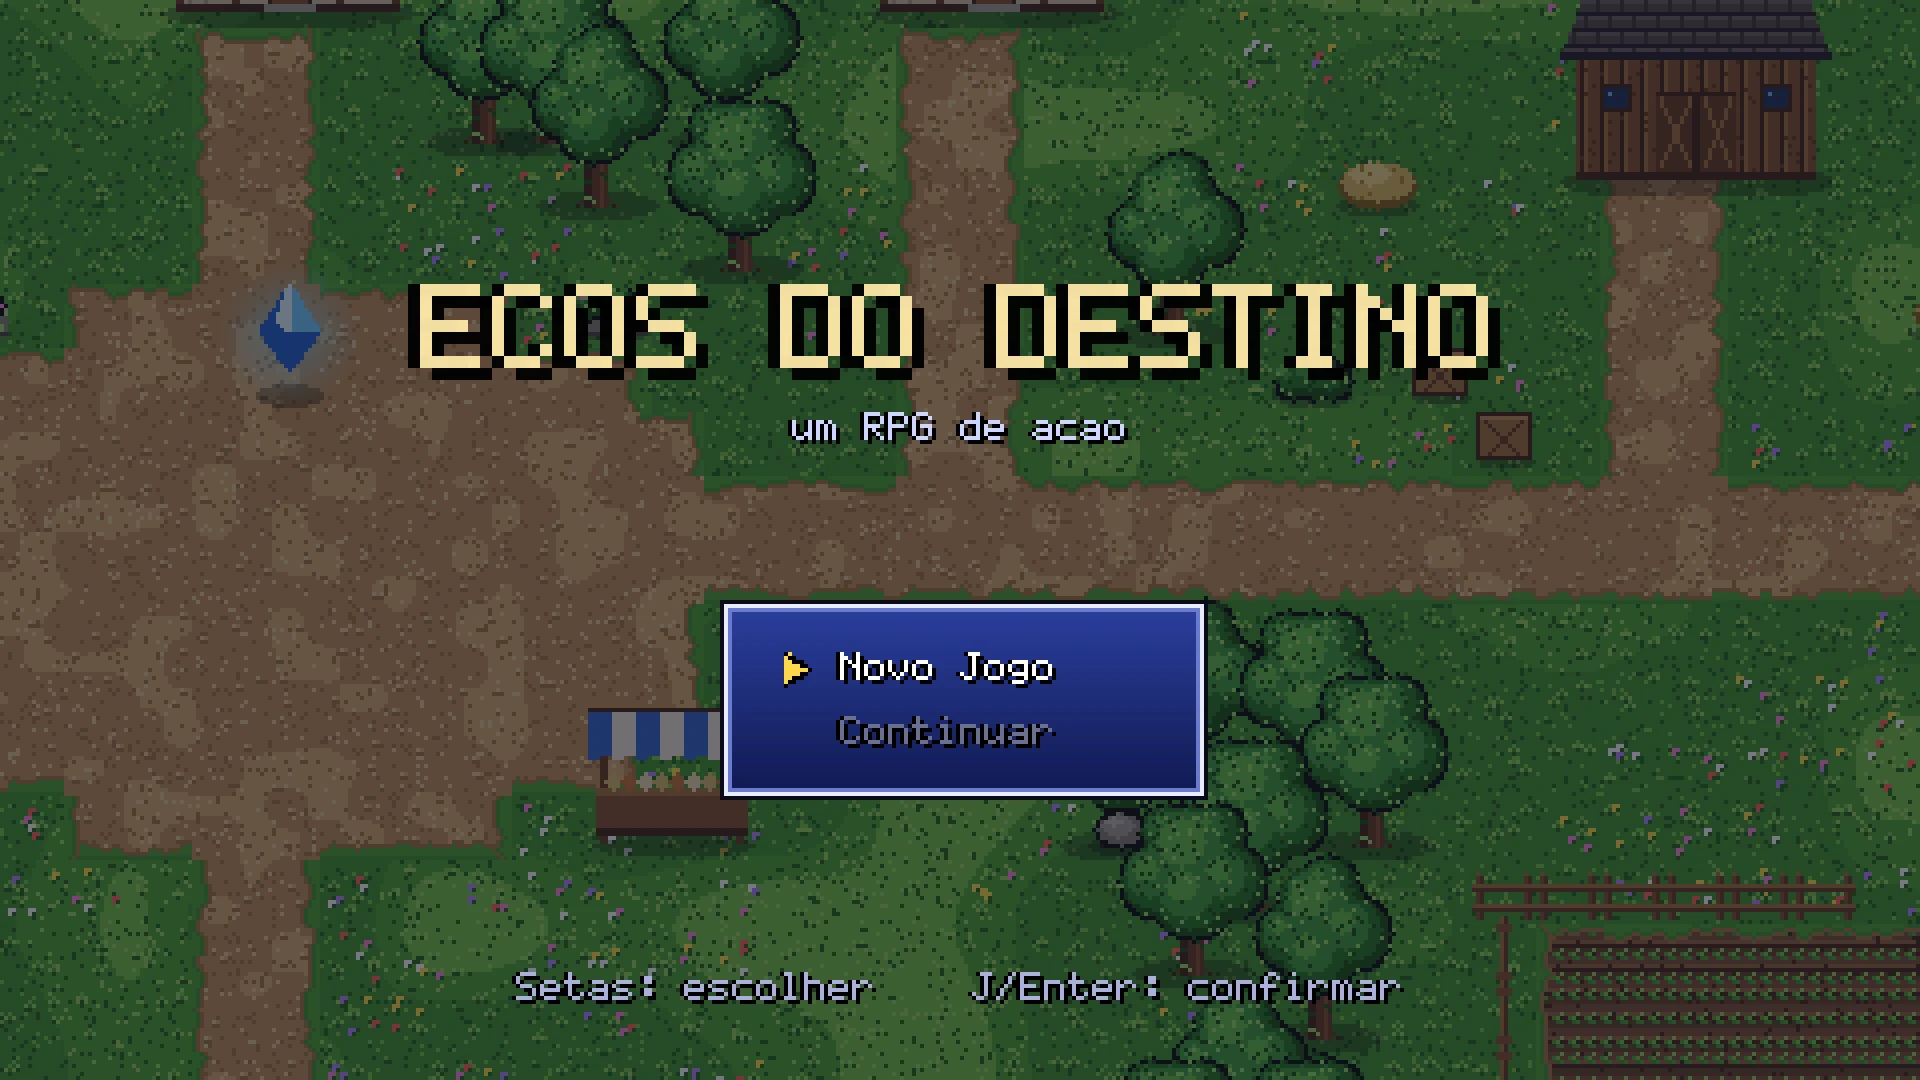 ECOS DO DESTINO
um RPG de acao
Novo Jogo
Continuar
Setas: escolher J/Enter: confirmar